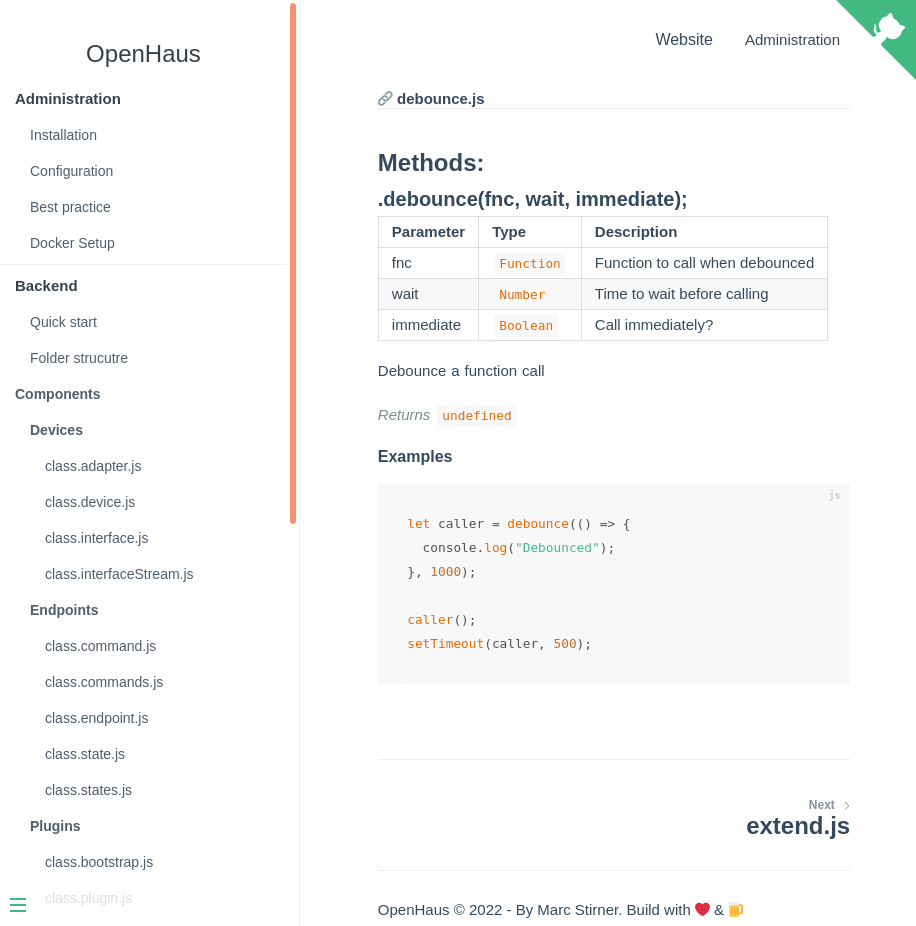 OpenHaus
Administration
Installation
Configuration
Best practice
Docker Setup
Backend
Quick start
Folder strucutre
Components
Devices
class.adapter.js
class.device.js
class.interface.js
class.interfaceStream.js
Endpoints
class.command.js
class.commands.js
class.endpoint.js
class.state.js
class.states.js
Plugins
class.bootstrap.js
class.plugin.js
Website Administration
debounce.js
Methods:
.debounce(fnc, wait, immediate);
Parameter Type Description
fnc Function Function to call when debounced
wait Number Time to wait before calling
immediate Boolean Call immediately?
Debounce a function call
Returns undefined
Examples
js
let caller = debounce(() => {
  console.log("Debounced");
}, 1000);
caller();
setTimeout(caller, 500);
Next
extend.js
OpenHaus © 2022 - By Marc Stirner. Build with ❤️ & 🍺